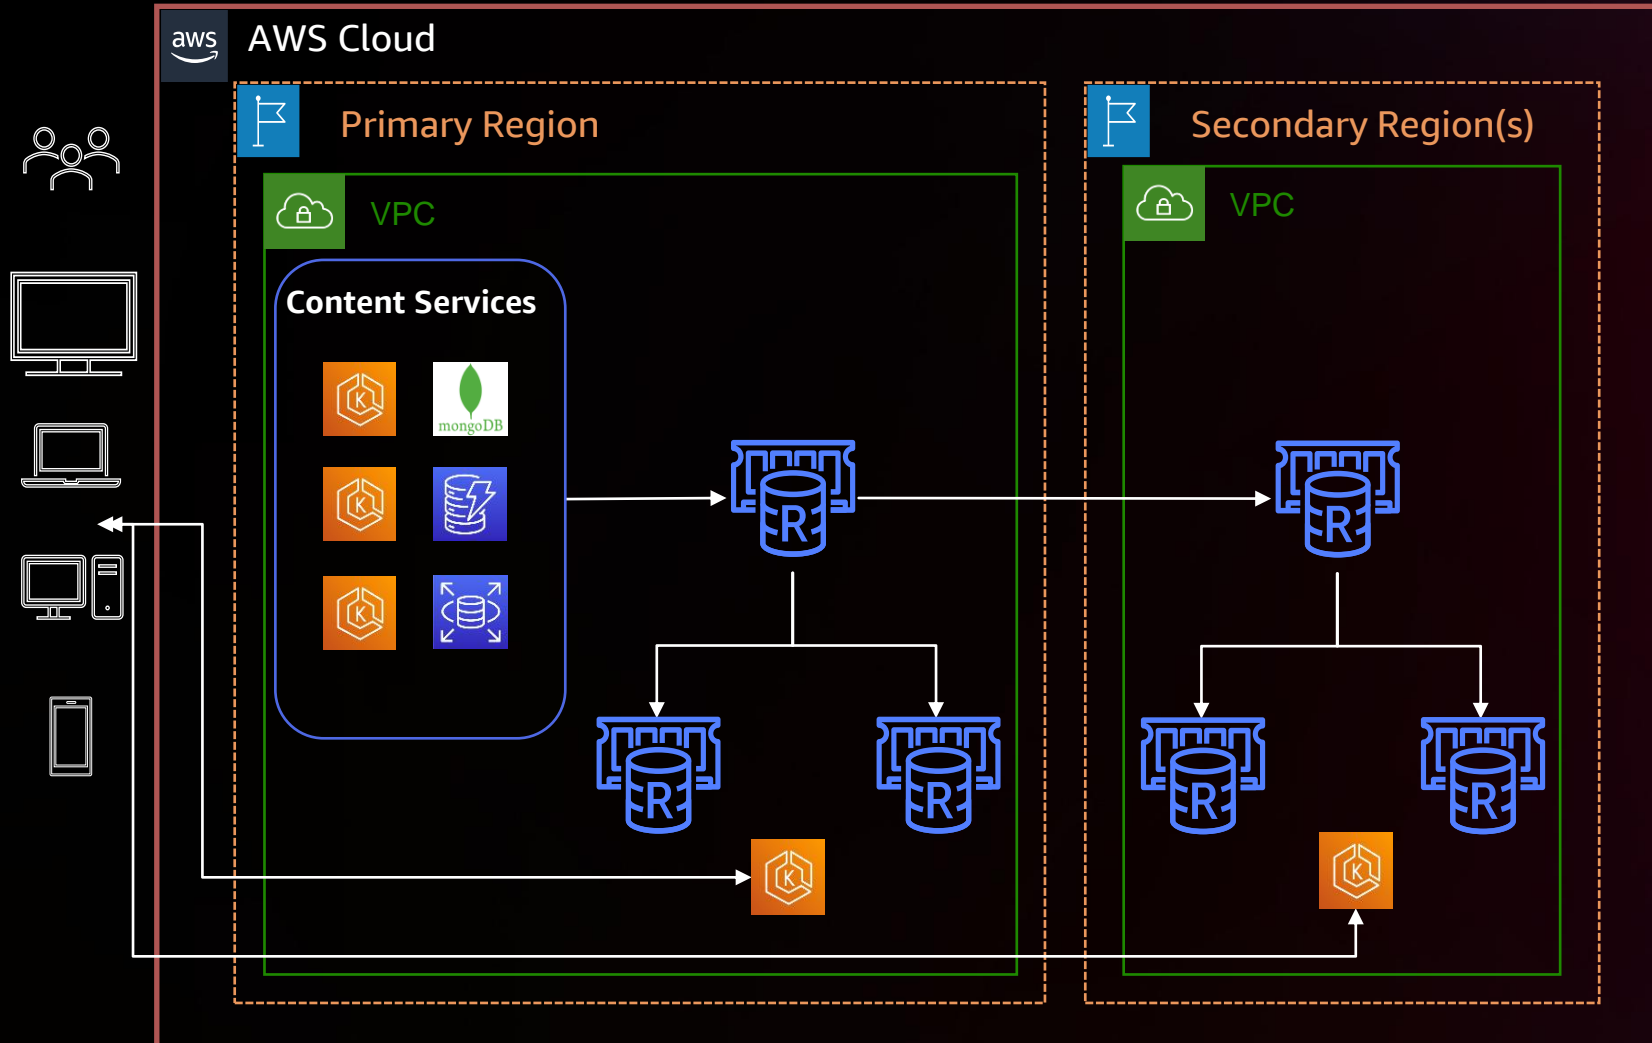 aws
AWS Cloud
Primary Region
Secondary Region(s)
VPC
VPC
Content Services
K
mongoDB
K
K
R
R
R
R
R
R
K
K